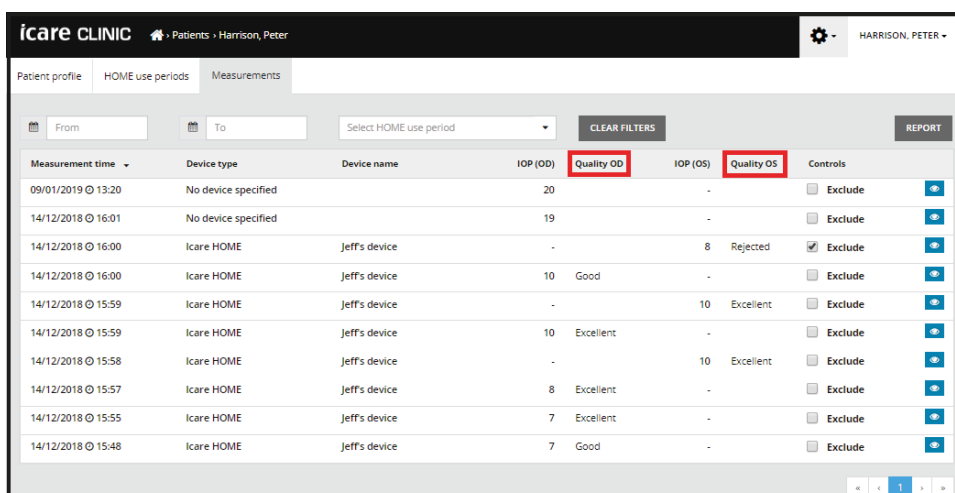 icare CLINIC › Patients › Harrison, Peter HARRISON, PETER
Patient profile HOME use periods Measurements
From To Select HOME use period CLEAR FILTERS REPORT
Measurement time Device type Device name IOP (OD) Quality OD IOP (OS) Quality OS Controls
09/01/2019 13:20 No device specified 20 - Exclude
14/12/2018 16:01 No device specified 19 - Exclude
14/12/2018 16:00 Icare HOME Jeff's device - 8 Rejected Exclude
14/12/2018 16:00 Icare HOME Jeff's device 10 Good - Exclude
14/12/2018 15:59 Icare HOME Jeff's device - 10 Excellent Exclude
14/12/2018 15:59 Icare HOME Jeff's device 10 Excellent - Exclude
14/12/2018 15:58 Icare HOME Jeff's device - 10 Excellent Exclude
14/12/2018 15:57 Icare HOME Jeff's device 8 Excellent - Exclude
14/12/2018 15:55 Icare HOME Jeff's device 7 Excellent - Exclude
14/12/2018 15:48 Icare HOME Jeff's device 7 Good - Exclude
« ‹ 1 › »